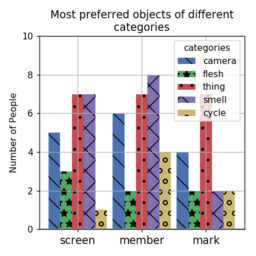 Most preferred objects of different
categories
10
8
6
4
2
0
Number of People
categories
camera
flesh
thing
smell
cycle
screen member mark